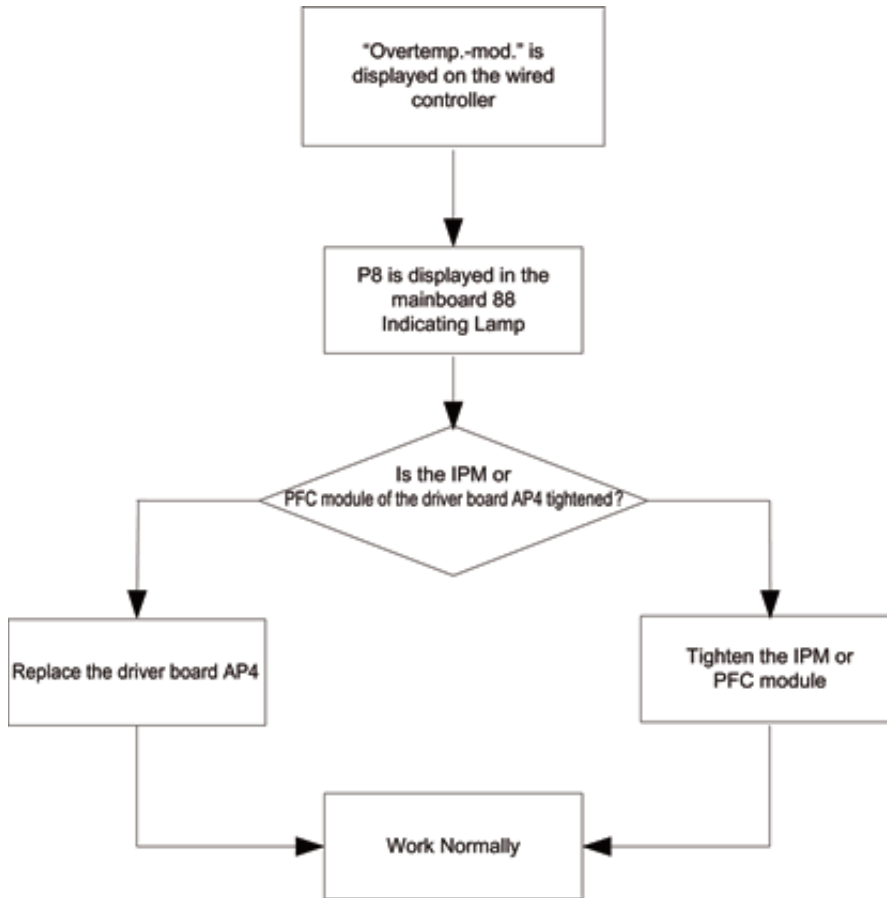 “Overtemp.-mod.” is
displayed on the wired
controller
P8 is displayed in the
mainboard 88
Indicating Lamp
Is the IPM or
PFC module of the driver board AP4 tightened?
Replace the driver board AP4
Tighten the IPM or
PFC module
Work Normally